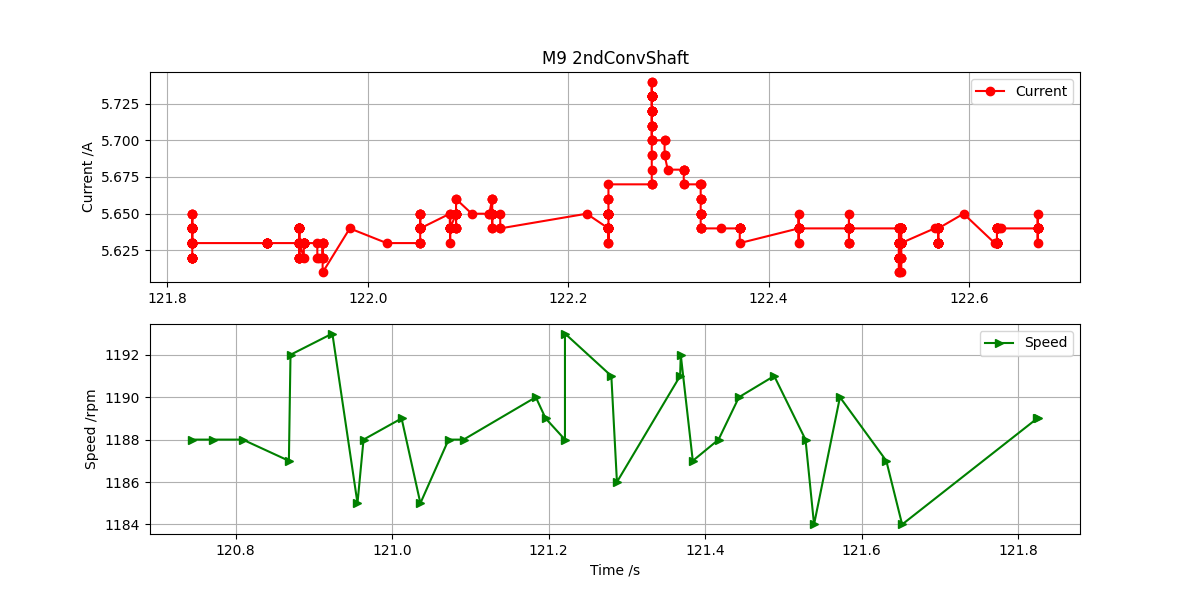 M9 2ndConvShaft
Current /A
5.725
5.700
5.675
5.650
5.625
Current
121.8 122.0 122.2 122.4 122.6
Speed /rpm
1192
1190
1188
1186
1184
Speed
120.8 121.0 121.2 121.4 121.6 121.8
Time /s